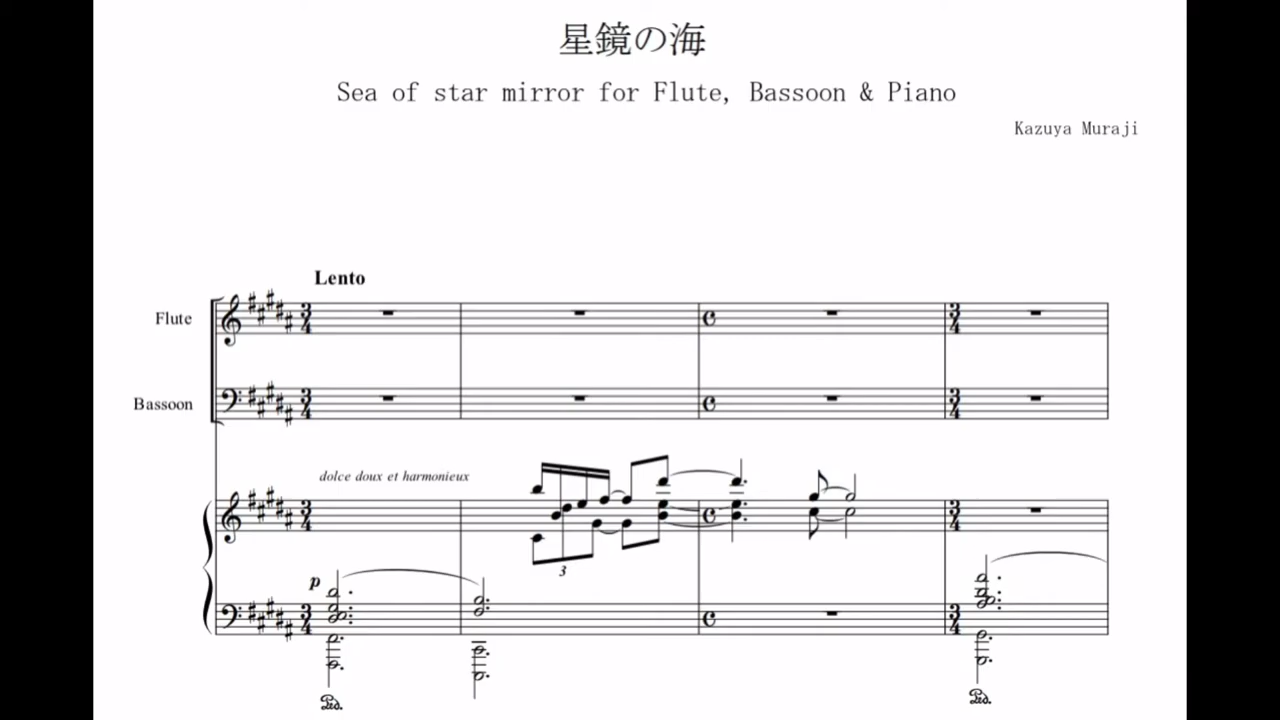 星鏡の海
Sea of star mirror for Flute, Bassoon & Piano
Kazuya Muraji
Lento
Flute
Bassoon
dolce doux et harmonieux
3
p
Ped.
Ped.